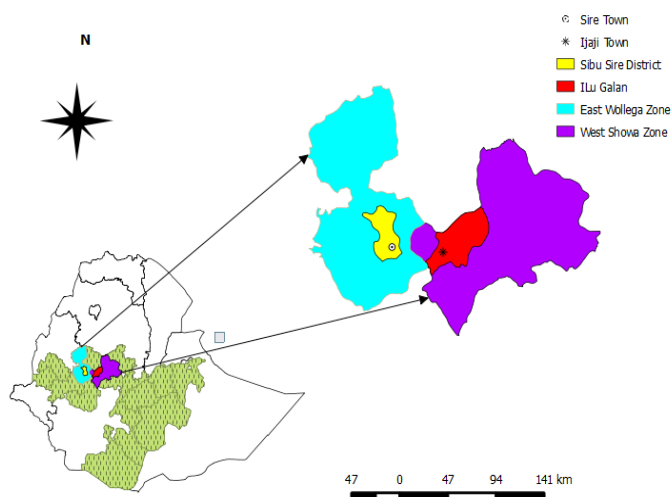 N
Sire Town
Ijaji Town
Sibu Sire District
ILu Galan
East Wollega Zone
West Showa Zone
47 0 47 94 141 km